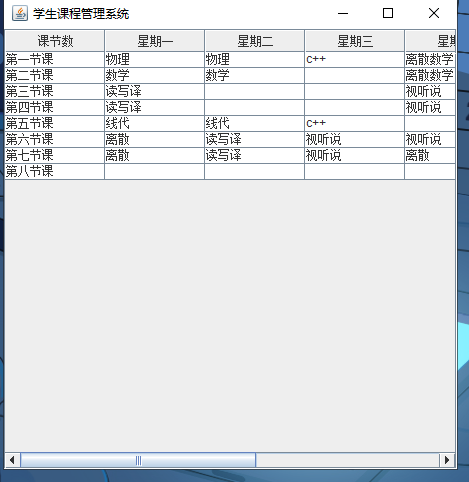 学生课程管理系统
课节数 星期一 星期二 星期三 星期
第一节课 物理 物理 c++ 离散数学
第二节课 数学 数学 离散数学
第三节课 读写译 视听说
第四节课 读写译 视听说
第五节课 线代 线代 c++
第六节课 离散 读写译 视听说 视听说
第七节课 离散 读写译 视听说 离散
第八节课